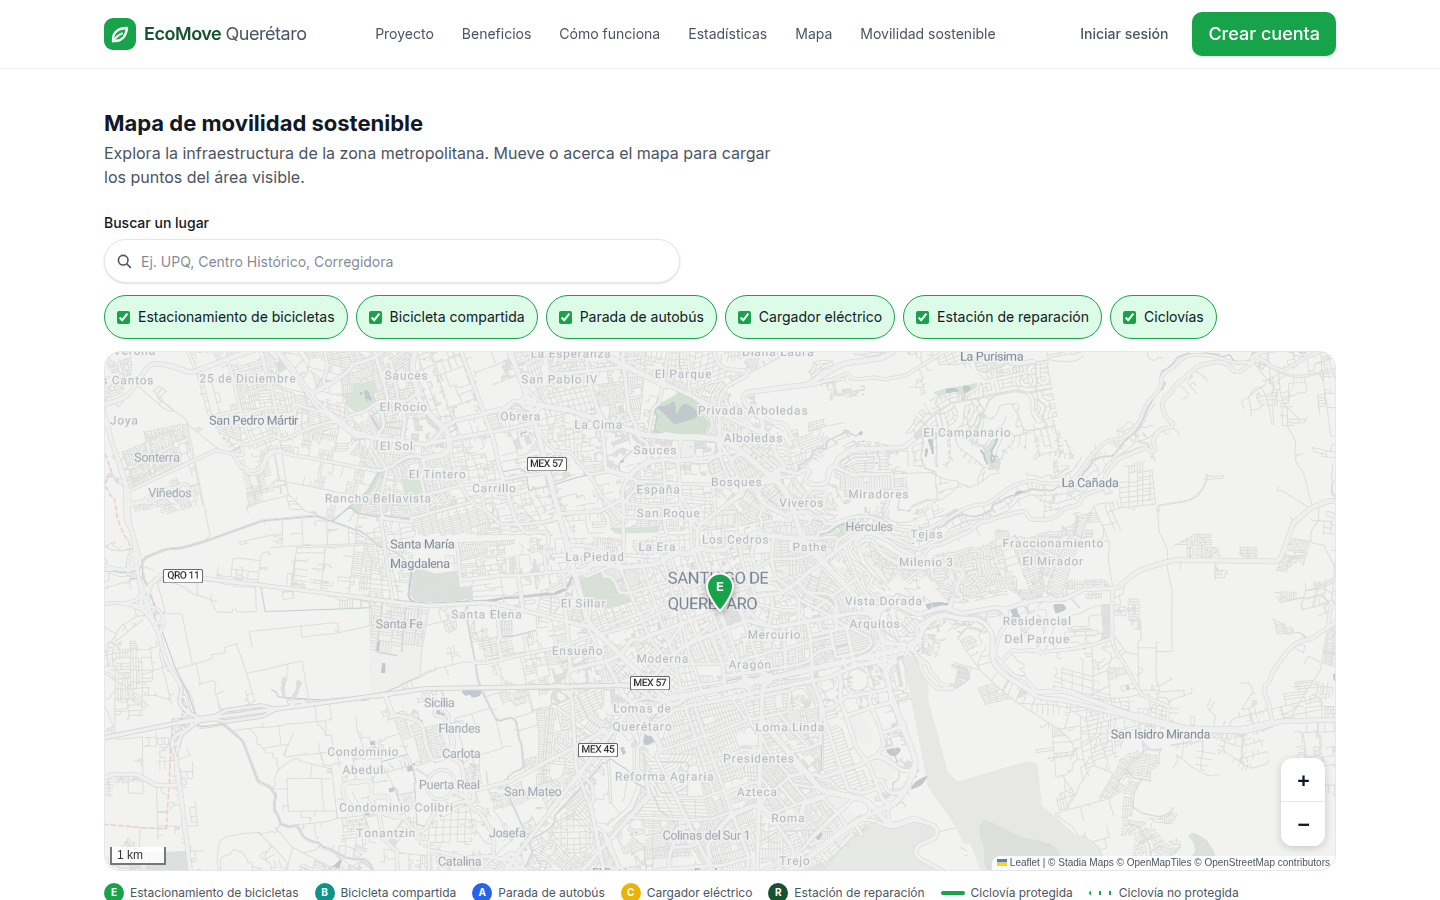 EcoMove Querétaro
Proyecto
Beneficios
Cómo funciona
Estadísticas
Mapa
Movilidad sostenible
Iniciar sesión
Crear cuenta
Mapa de movilidad sostenible
Explora la infraestructura de la zona metropolitana. Mueve o acerca el mapa para cargar
los puntos del área visible.
Buscar un lugar
Ej. UPQ, Centro Histórico, Corregidora
Estacionamiento de bicicletas
Bicicleta compartida
Parada de autobús
Cargador eléctrico
Estación de reparación
Ciclovías
La Esperanza
Diana Laura
La Purísima
s Cantos
25 de Diciembre
Sauces
San Pablo IV
El Parque
Joya
San Pedro Mártir
El Rocío
Obrera
La Cima
Privada Arboledas
Alboledas
El Campanario
Sonterra
El Sol
Sauces
El Tintero
Carrillo
MEX 57
España
Bosques
La Cañada
Viñedos
Rancho Bellavista
San Roque
Viveros
Miradores
Hércules
Tejas
Santa María
Magdalena
La Piedad
La Era
Los Cedros
Pathe
Milenio 3
Fraccionamiento
El Mirador
QRO 11
SANTIAGO DE
QUERÉTARO
E
El Sillar
Vista Dorada
Santa Fe
Santa Elena
Mercurio
Arquitos
Residencial
Del Parque
Ensueño
Moderna
Aragón
MEX 57
Sicilia
Lomas de
Querétaro
Loma Linda
Flandes
San Isidro Miranda
Condominio
Abedul
Carlota
MEX 45
Presidentes
Puerta Real
San Mateo
Reforma Agraria
Azteca
Condominio Colibri
Roma
Tonantzin
Josefa
Colinas del Sur 1
Catalina
Trejo
+
−
1 km
Leaflet | © Stadia Maps © OpenMapTiles © OpenStreetMap contributors
E Estacionamiento de bicicletas
B Bicicleta compartida
A Parada de autobús
C Cargador eléctrico
R Estación de reparación
Ciclovía protegida
Ciclovía no protegida